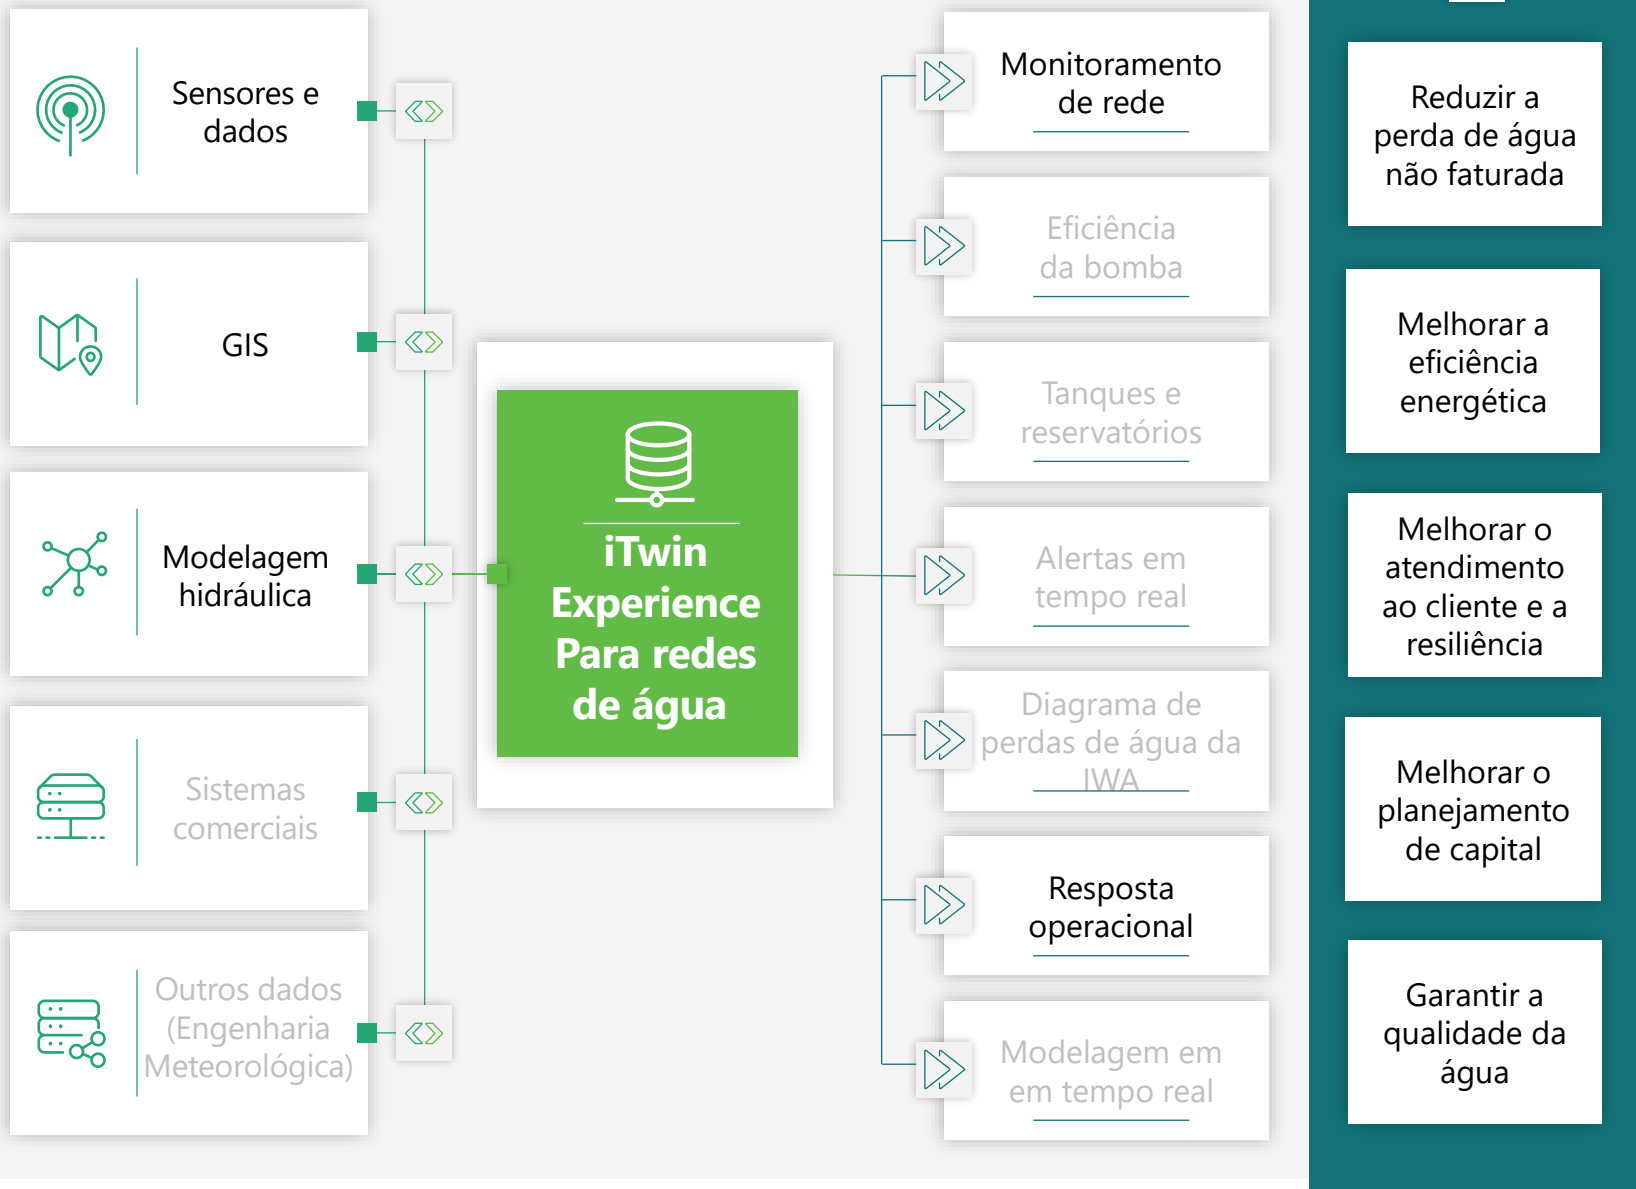 Sensores e
dados
GIS
Modelagem
hidráulica
Sistemas
comerciais
Outros dados
(Engenharia
Meteorológica)
iTwin
Experience
Para redes
de água
Monitoramento
de rede
Eficiência
da bomba
Tanques e
reservatórios
Alertas em
tempo real
Diagrama de
perdas de água da
IWA
Resposta
operacional
Modelagem em
em tempo real
Reduzir a
perda de água
não faturada
Melhorar a
eficiência
energética
Melhorar o
atendimento
ao cliente e a
resiliência
Melhorar o
planejamento
de capital
Garantir a
qualidade da
água